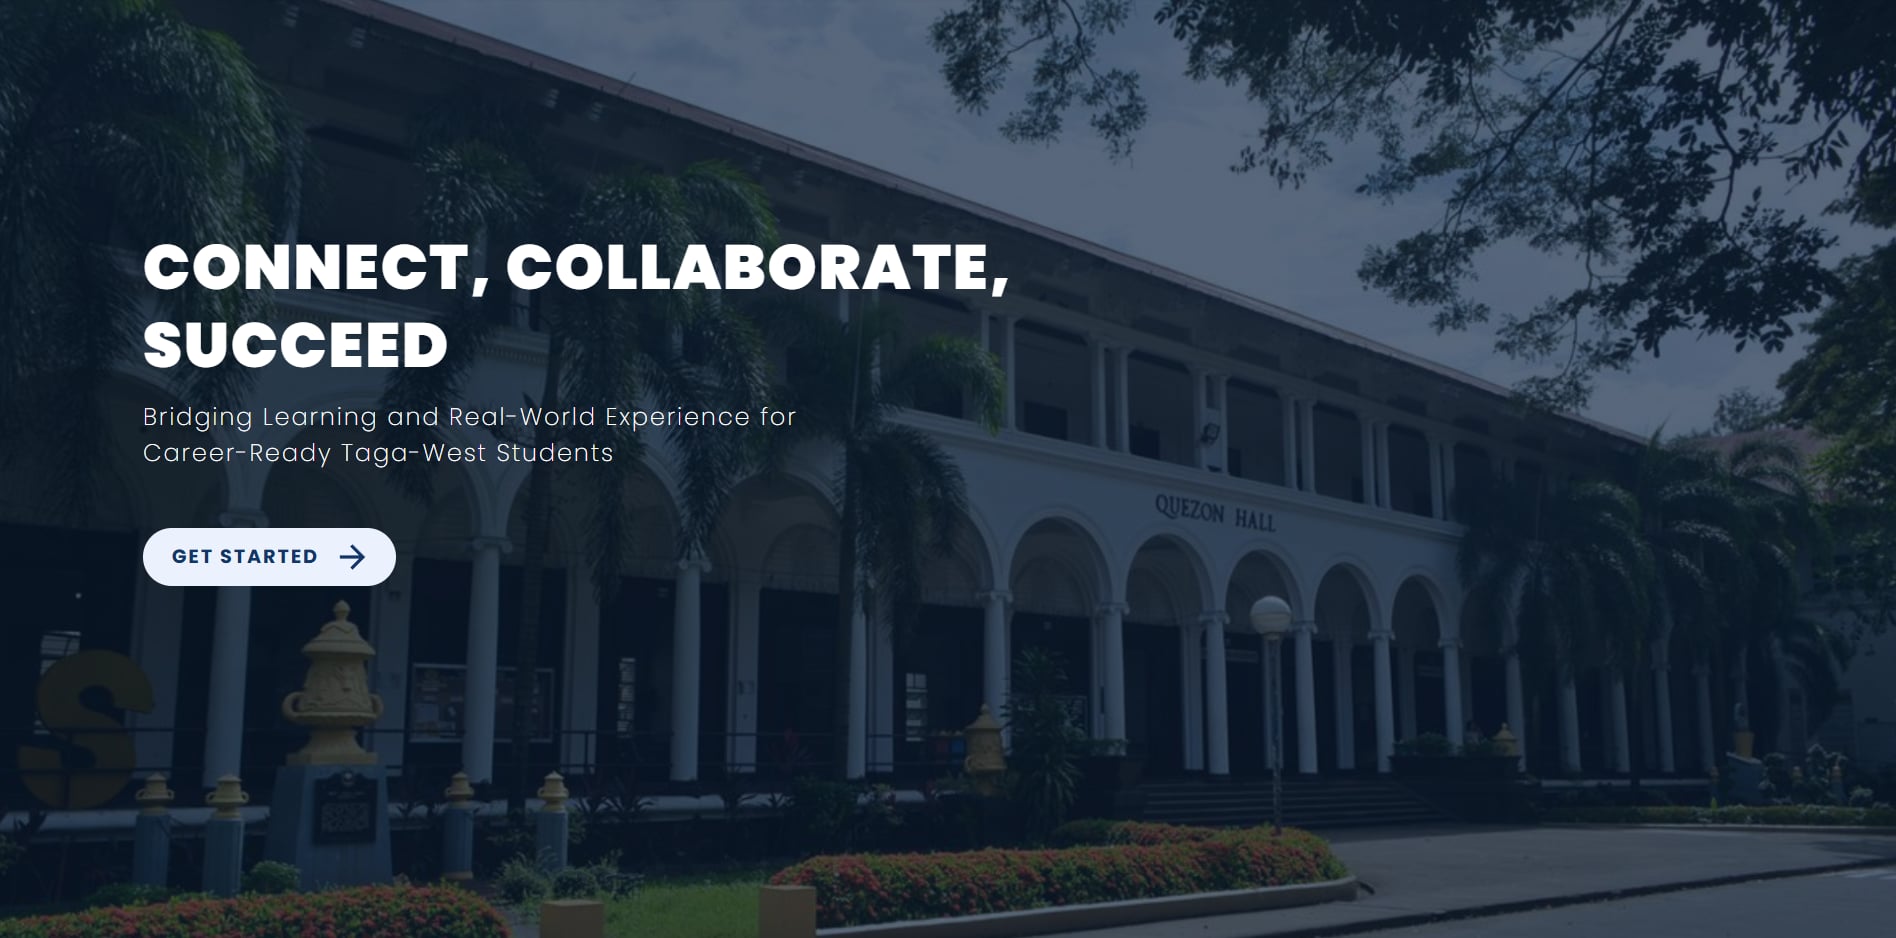 CONNECT, COLLABORATE,
SUCCEED
Bridging Learning and Real-World Experience for
Career-Ready Taga-West Students
GET STARTED
QUEZON HALL
S